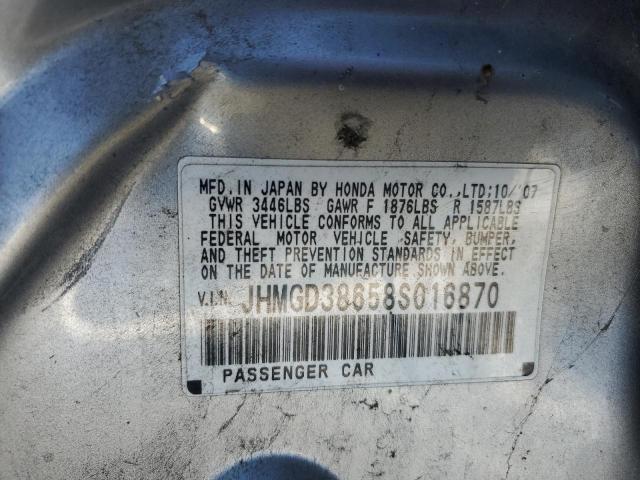 MFD. IN JAPAN BY HONDA MOTOR CO., LTD: 10/'07
GVWR 3446LBS GAWR F 1876LBS R 1587LBS
THIS VEHICLE CONFORMS TO ALL APPLICABLE
FEDERAL MOTOR VEHICLE SAFETY, BUMPER,
AND THEFT PREVENTION STANDARDS IN EFFECT
ON THE DATE OF MANUFACTURE SHOWN ABOVE.
V.I.N. JHMGD38658S016870
PASSENGER CAR